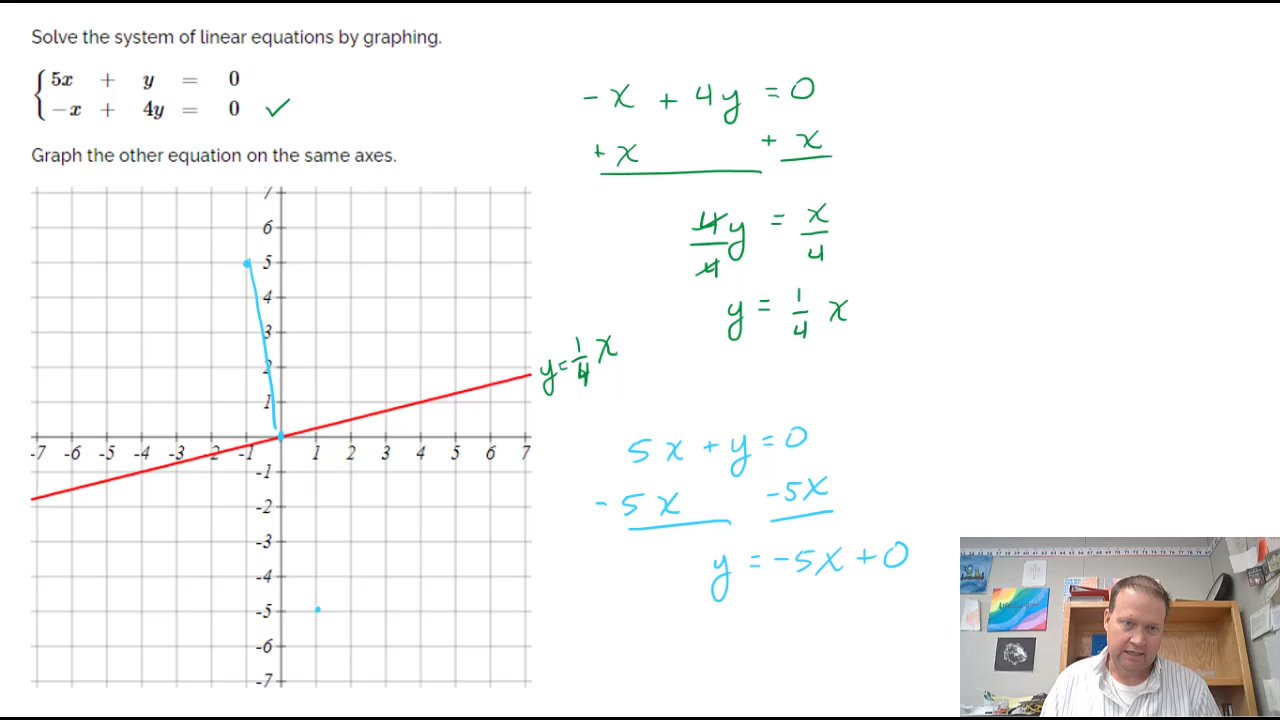 Solve the system of linear equations by graphing.
5x + y = 0
−x + 4y = 0 ✓
Graph the other equation on the same axes.
7
6
5
4
3
2
1
-7 -6 -5 -4 -3 -2 -1 1 2 3 4 5 6 7
-1
-2
-3
-4
-5
-6
-7
y=1/4x
-x + 4y = 0
+x + x
4y/4 = x/4
y = 1/4 x
5x + y = 0
-5x -5x
y = -5x + 0